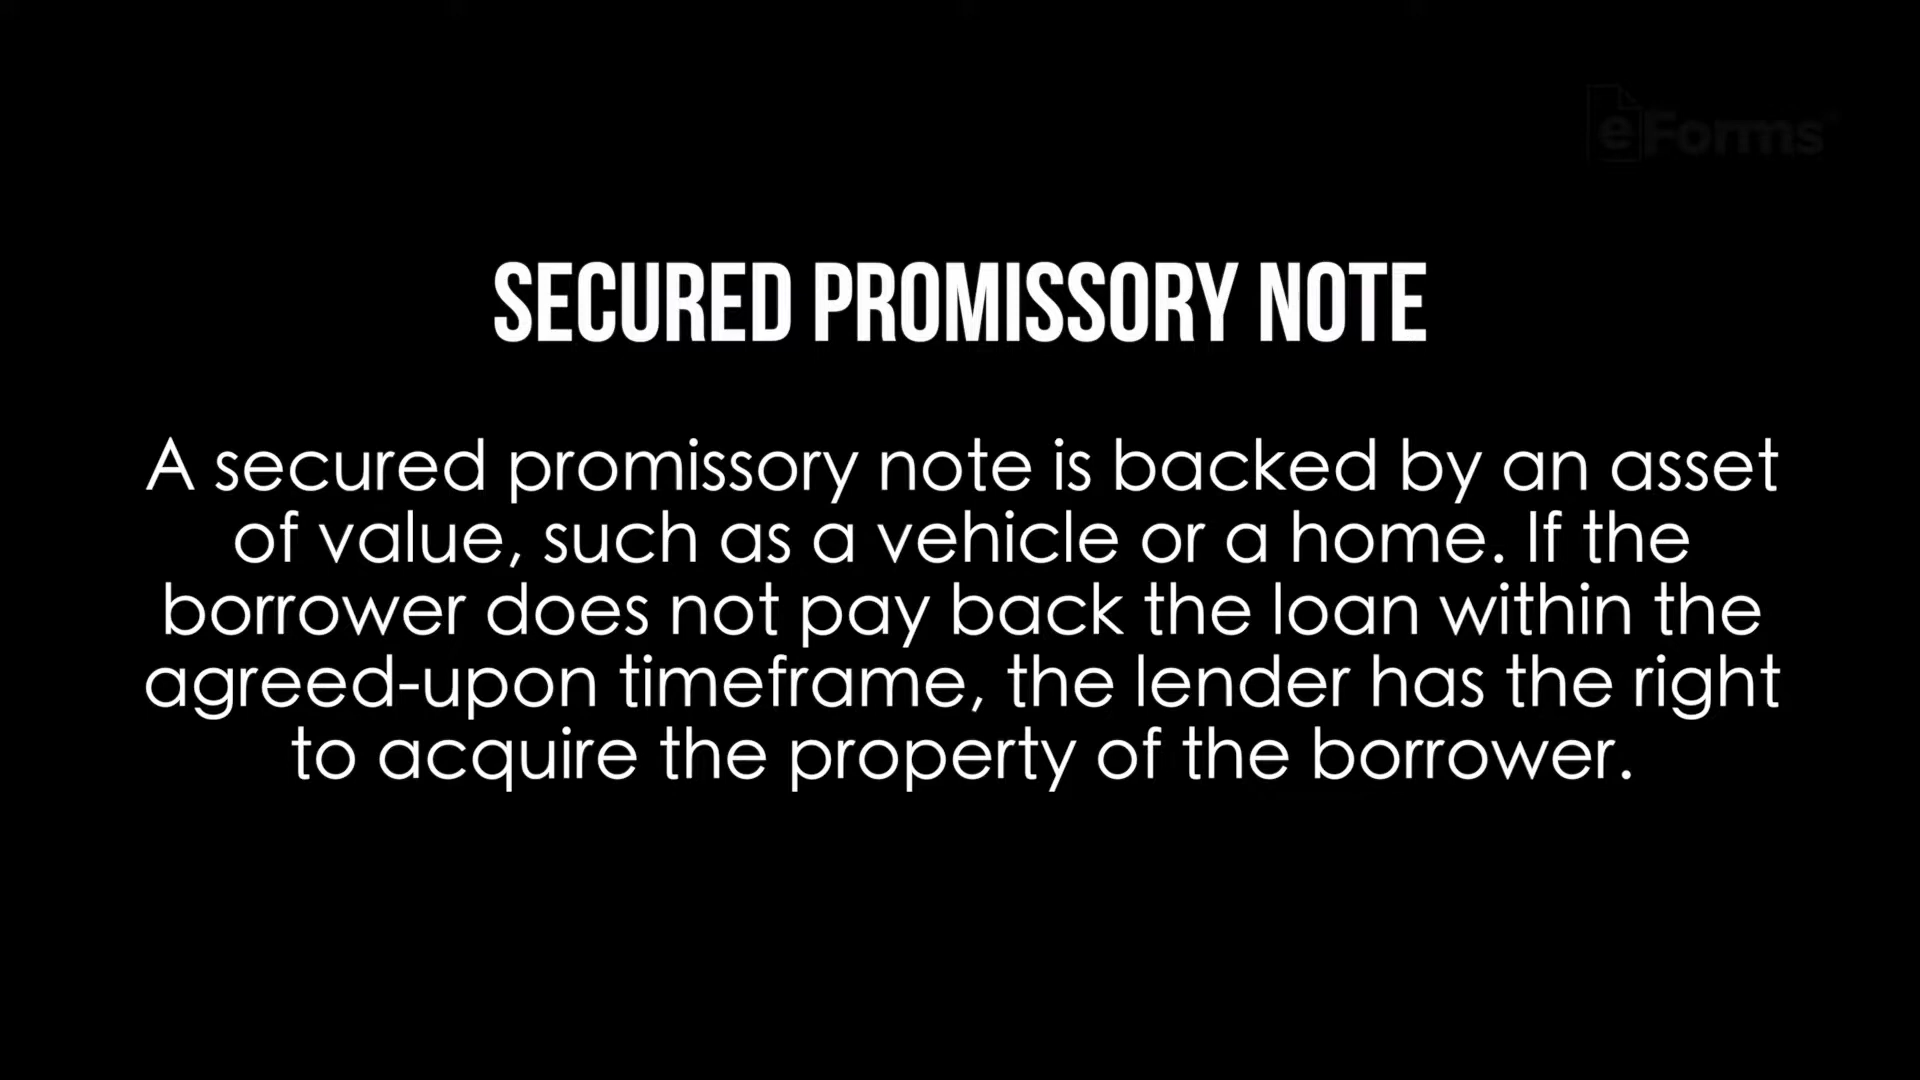 eForms
SECURED PROMISSORY NOTE
A secured promissory note is backed by an asset
of value, such as a vehicle or a home. If the
borrower does not pay back the loan within the
agreed-upon timeframe, the lender has the right
to acquire the property of the borrower.